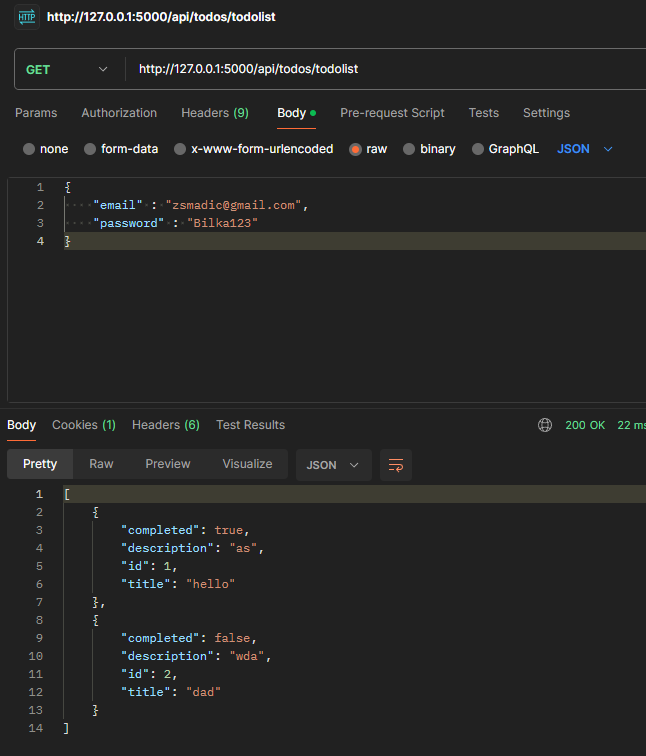 HTTP http://127.0.0.1:5000/api/todos/todolist
GET http://127.0.0.1:5000/api/todos/todolist
Params Authorization Headers (9) Body Pre-request Script Tests Settings
none form-data x-www-form-urlencoded raw binary GraphQL JSON
1 {
2 "email" : "zsmadic@gmail.com",
3 "password" : "Bilka123"
4 }
Body Cookies (1) Headers (6) Test Results 200 OK 22 ms
Pretty Raw Preview Visualize JSON
1 [
2 {
3 "completed": true,
4 "description": "as",
5 "id": 1,
6 "title": "hello"
7 },
8 {
9 "completed": false,
10 "description": "wda",
11 "id": 2,
12 "title": "dad"
13 }
14 ]